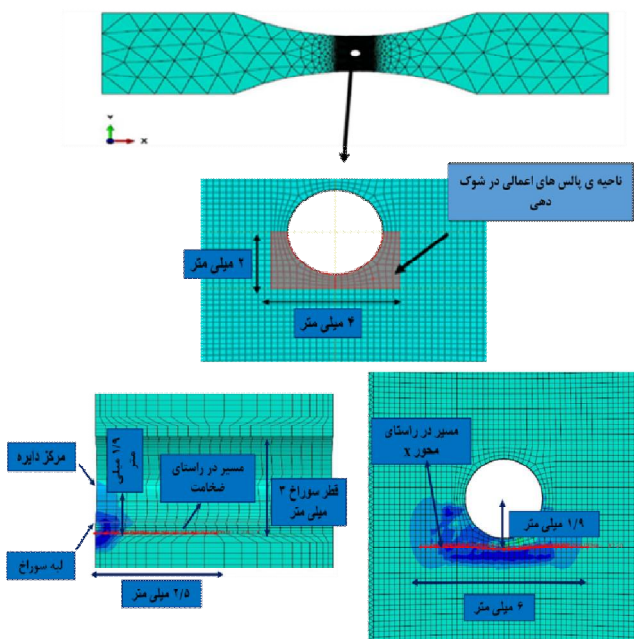 Y
X
ناحیه ی پالس های اعمالی در شوک
دهی
۲ میلی متر
۴ میلی متر
مرکز دایره
۱/۹ میلی
متر
مسیر در راستای
ضخامت
قطر سوراخ ۳
میلی متر
لبه سوراخ
۲/۵ میلی متر
مسیر در راستای
محور x
۱/۹ میلی متر
۶ میلی متر